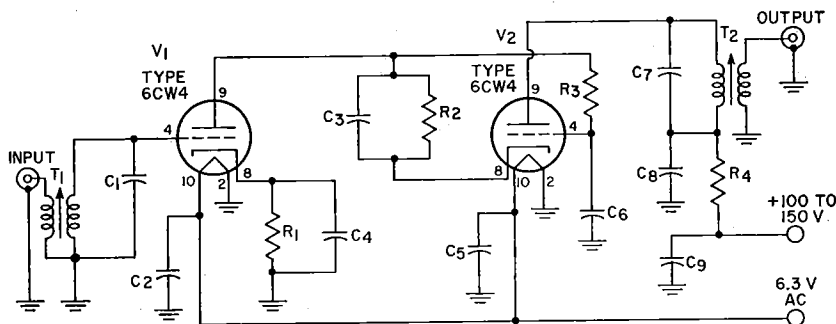 V1
TYPE
6CW4
9
4
10
2
8
INPUT
T1
C1
C2
R1
C4
C3
R2
V2
TYPE
6CW4
9
4
8
10
2
R3
C5
C6
C7
T2
OUTPUT
C8
R4
C9
+100 TO
150 V.
6.3 V
AC